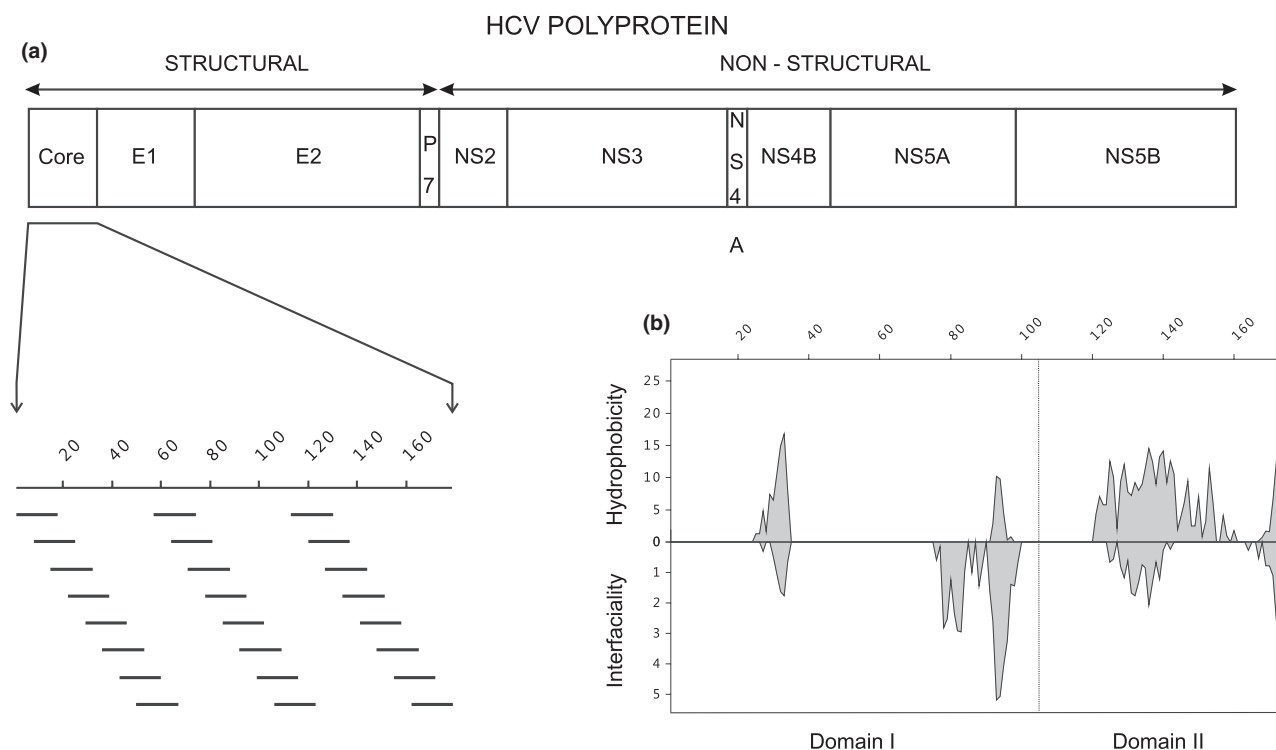 HCV POLYPROTEIN
(a)
STRUCTURAL
NON - STRUCTURAL
Core
E1
E2
P
7
NS2
NS3
N
S
4
A
NS4B
NS5A
NS5B
20
40
60
80
100
120
140
160
(b)
20
40
60
80
100
120
140
160
Hydrophobicity
25
20
15
10
5
0
Interfaciality
1
2
3
4
5
Domain I
Domain II